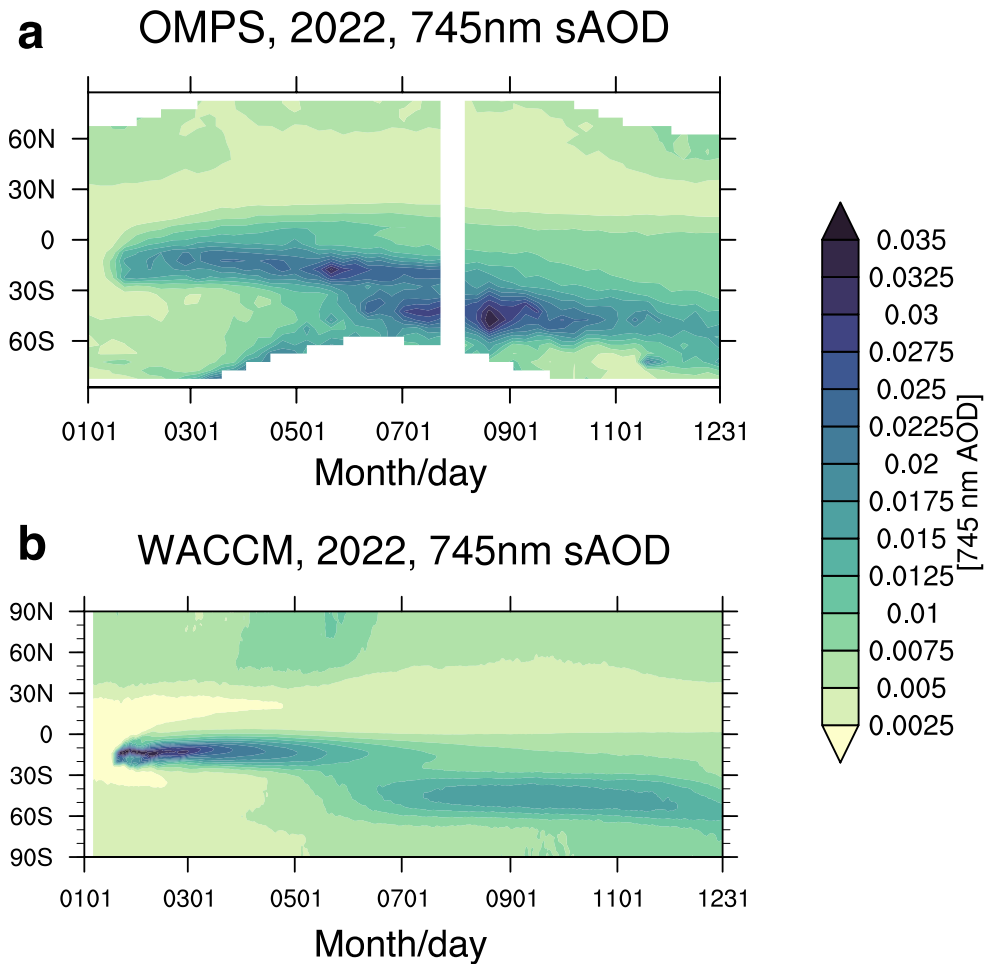 a
OMPS, 2022, 745nm sAOD
60N
30N
0
30S
60S
0101 0301 0501 0701 0901 1101 1231
Month/day
b
WACCM, 2022, 745nm sAOD
90N
60N
30N
0
30S
60S
90S
0101 0301 0501 0701 0901 1101 1231
Month/day
0.035
0.0325
0.03
0.0275
0.025
0.0225
0.02
0.0175
0.015
0.0125
0.01
0.0075
0.005
0.0025
[745 nm AOD]